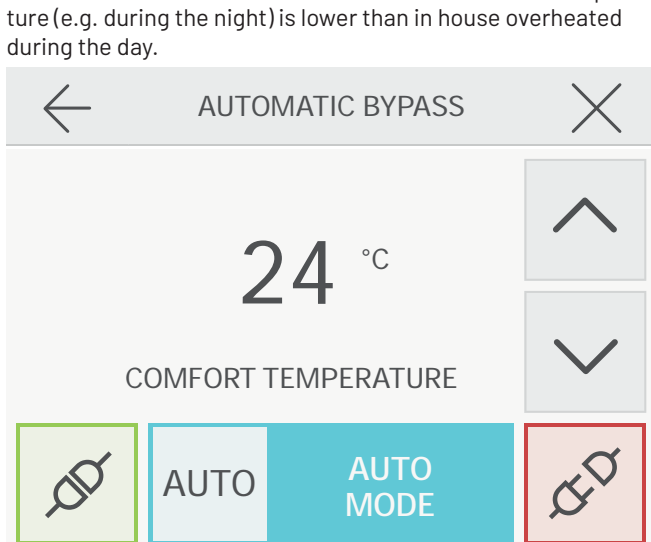 ture (e.g. during the night) is lower than in house overheated
during the day.
AUTOMATIC BYPASS
24 °C
COMFORT TEMPERATURE
AUTO
AUTO
MODE